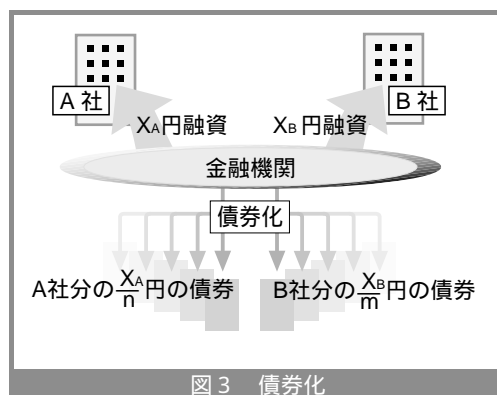 A 社
B 社
XA円融資
XB円融資
金融機関
債券化
A社分のXA/n円の債券
B社分のXB/m円の債券
図 3　債券化